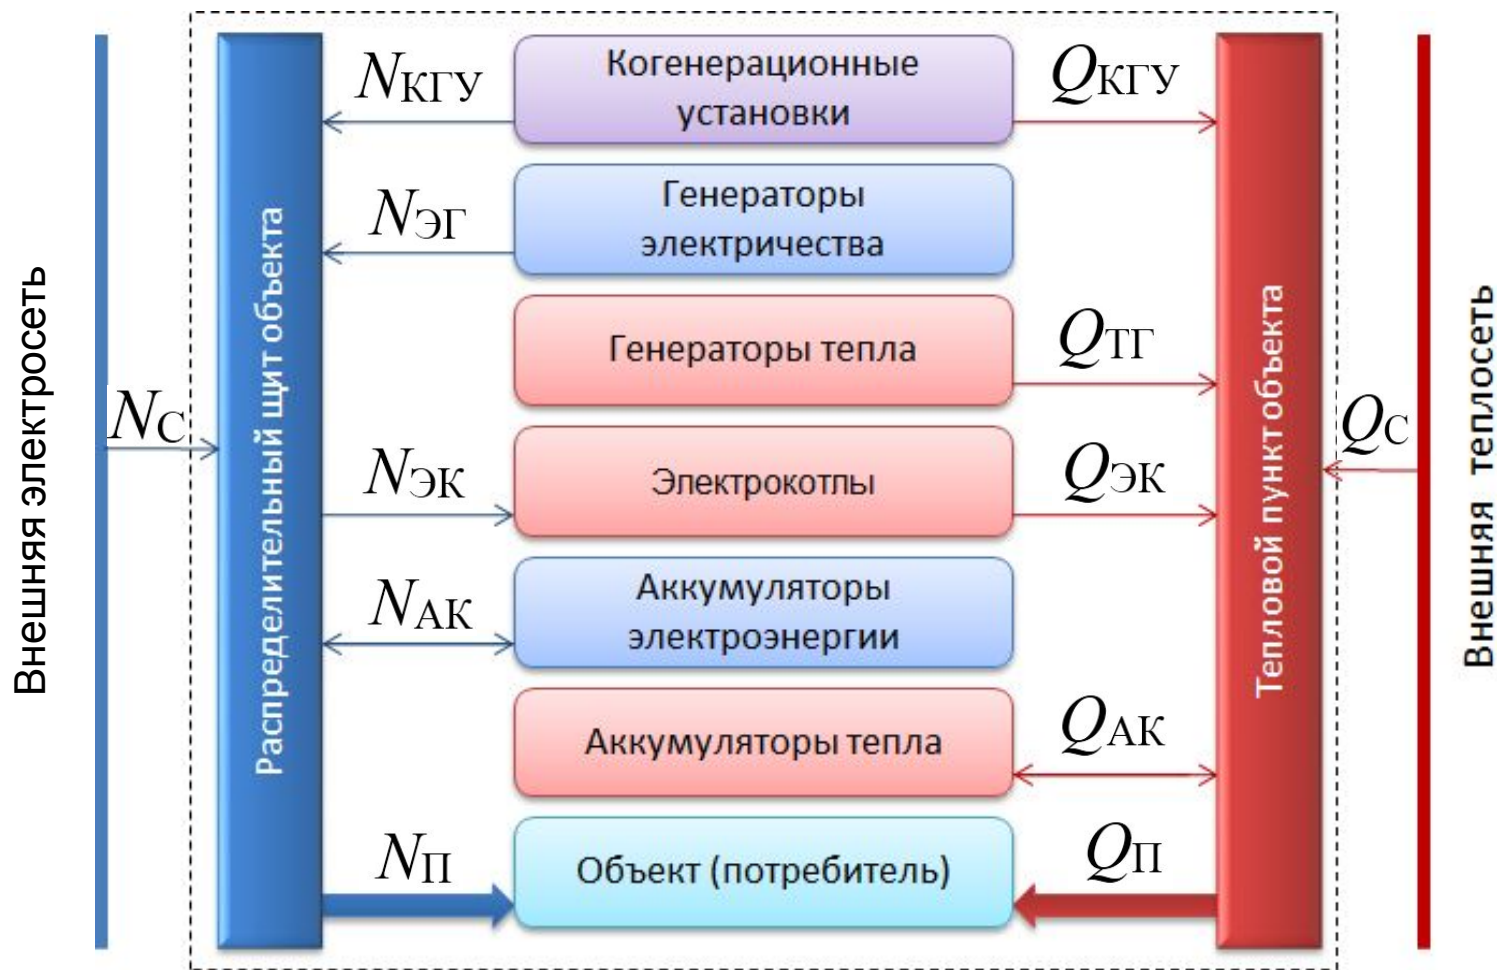 Внешняя электросеть
Распределительный щит объекта
Когенерационные
установки
Генераторы
электричества
Генераторы тепла
Электрокотлы
Аккумуляторы
электроэнергии
Аккумуляторы тепла
Объект (потребитель)
NКГУ
NЭГ
NС
NЭК
NАК
NП
QКГУ
QТГ
QС
QЭК
QАК
QП
Тепловой пункт объекта
Внешняя теплосеть